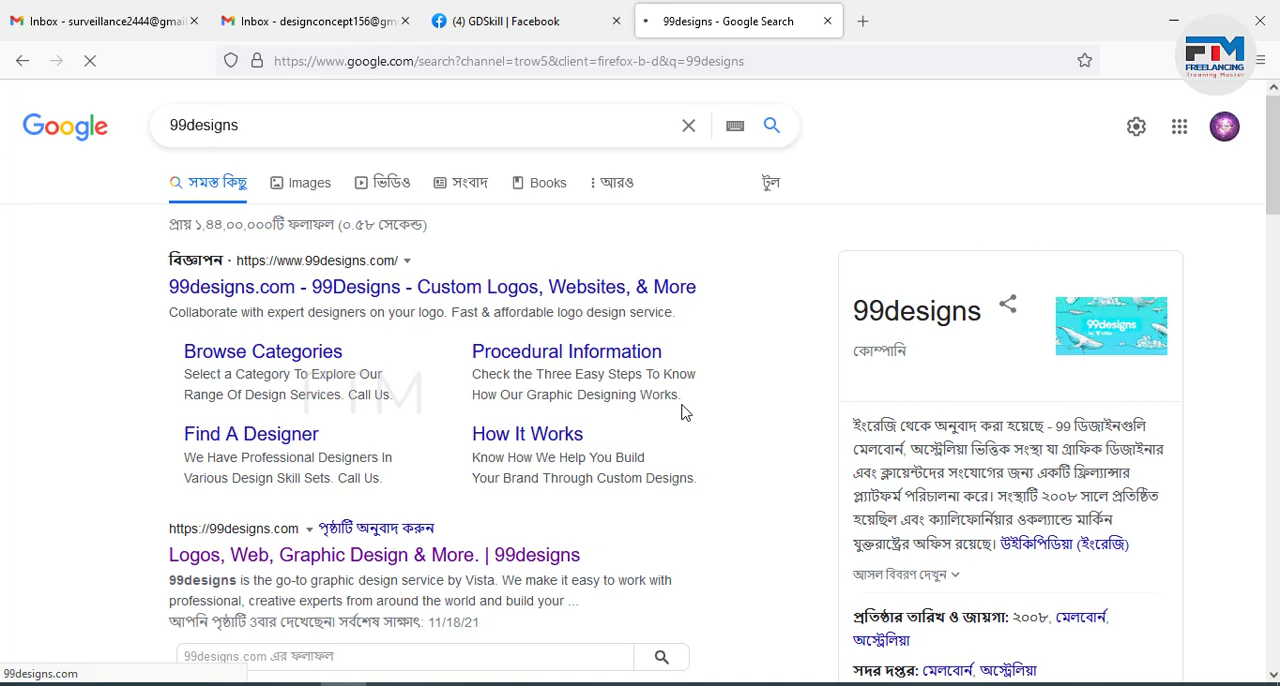 Inbox - surveillance2444@gmai
Inbox - designconcept156@gm
(4) GDSkill | Facebook
99designs - Google Search
https://www.google.com/search?channel=trow5&client=firefox-b-d&q=99designs
FTM
FREELANCING
Treaning Master
Google
99designs
সমস্ত কিছু
Images
ভিডিও
সংবাদ
Books
আরও
টুল
প্রায় ১,৪৪,০০,০০০টি ফলাফল (০.৫৮ সেকেন্ড)
বিজ্ঞাপন · https://www.99designs.com/
99designs.com - 99Designs - Custom Logos, Websites, & More
Collaborate with expert designers on your logo. Fast & affordable logo design service.
Browse Categories
Select a Category To Explore Our
Range Of Design Services. Call Us.
Procedural Information
Check the Three Easy Steps To Know
How Our Graphic Designing Works.
FTM
Find A Designer
We Have Professional Designers In
Various Design Skill Sets. Call Us.
How It Works
Know How We Help You Build
Your Brand Through Custom Designs.
https://99designs.com
পৃষ্ঠাটি অনুবাদ করুন
Logos, Web, Graphic Design & More. | 99designs
99designs is the go-to graphic design service by Vista. We make it easy to work with
professional, creative experts from around the world and build your ...
আপনি পৃষ্ঠাটি 3বার দেখেছেন৷ সর্বশেষ সাক্ষাৎ: 11/18/21
99designs.com এর ফলাফল
99designs
কোম্পানি
99designs
by Vista
ইংরেজি থেকে অনুবাদ করা হয়েছে - 99 ডিজাইনগুলি
মেলবোর্ন, অস্ট্রেলিয়া ভিত্তিক সংস্থা যা গ্রাফিক ডিজাইনার
এবং ক্লায়েন্টদের সংযোগের জন্য একটি ফ্রিল্যান্সার
প্ল্যাটফর্ম পরিচালনা করে। সংস্থাটি ২০০৮ সালে প্রতিষ্ঠিত
হয়েছিল এবং ক্যালিফোর্নিয়ার ওকল্যান্ডে মার্কিন
যুক্তরাষ্ট্রের অফিস রয়েছে। উইকিপিডিয়া (ইংরেজি)
আসল বিবরণ দেখুন
প্রতিষ্ঠার তারিখ ও জায়গা: ২০০৮, মেলবোর্ন,
অস্ট্রেলিয়া
সদর দপ্তর: মেলবোর্ন, অস্ট্রেলিয়া
99designs.com